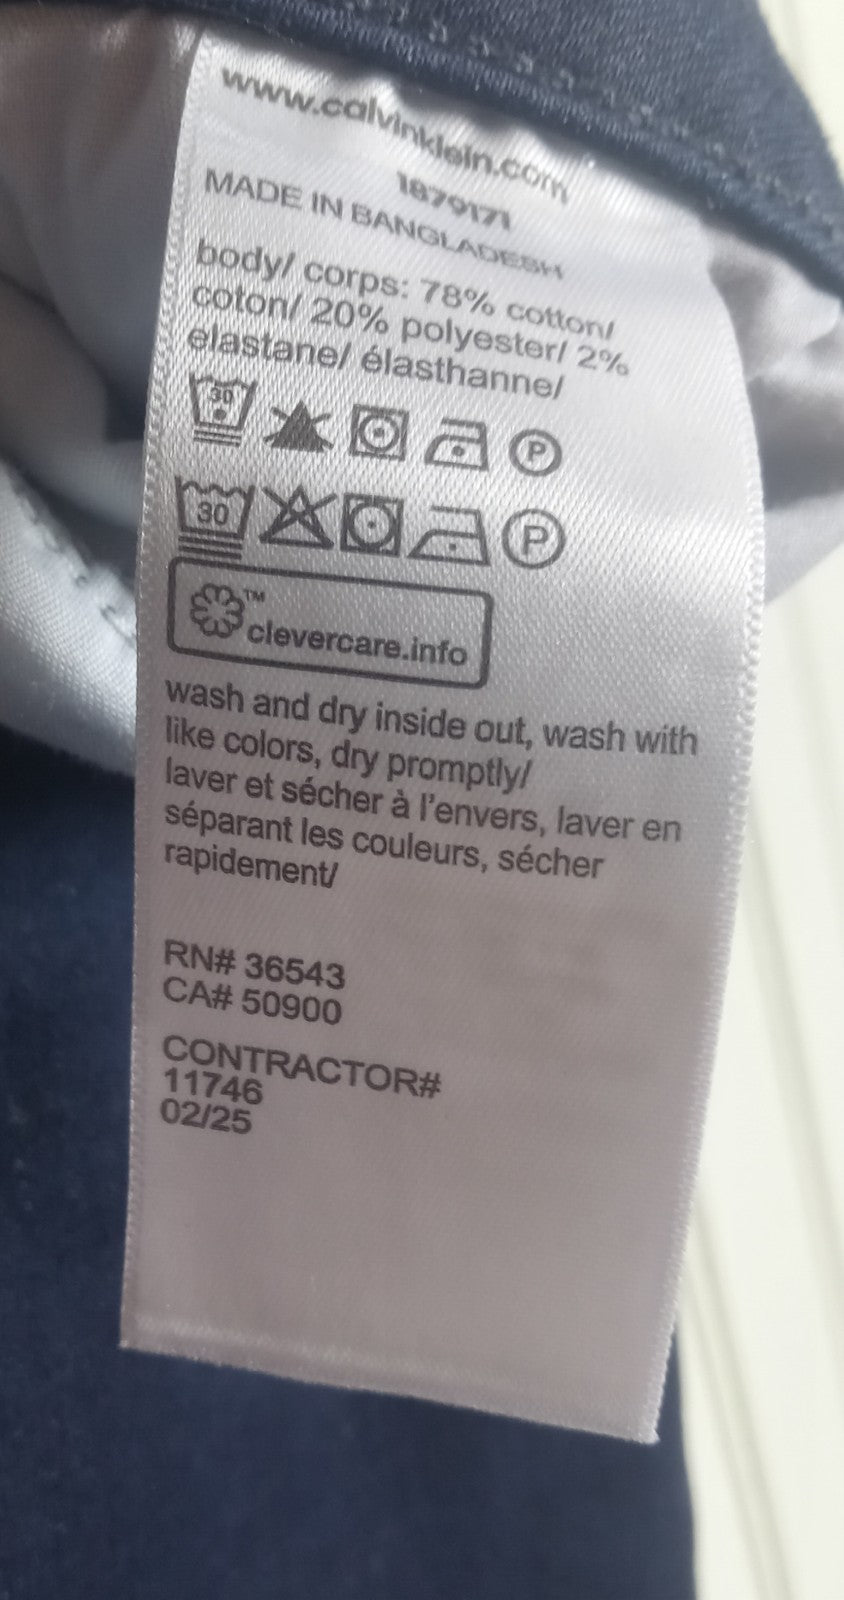 www.calvinklein.com
1879171
MADE IN BANGLADESH
body/ corps: 78% cotton/
coton/ 20% polyester/ 2%
elastane/ élasthanne/
30
P
30
P
™
clevercare.info
wash and dry inside out, wash with
like colors, dry promptly/
laver et sécher à l'envers, laver en
séparant les couleurs, sécher
rapidement/
RN# 36543
CA# 50900
CONTRACTOR#
11746
02/25